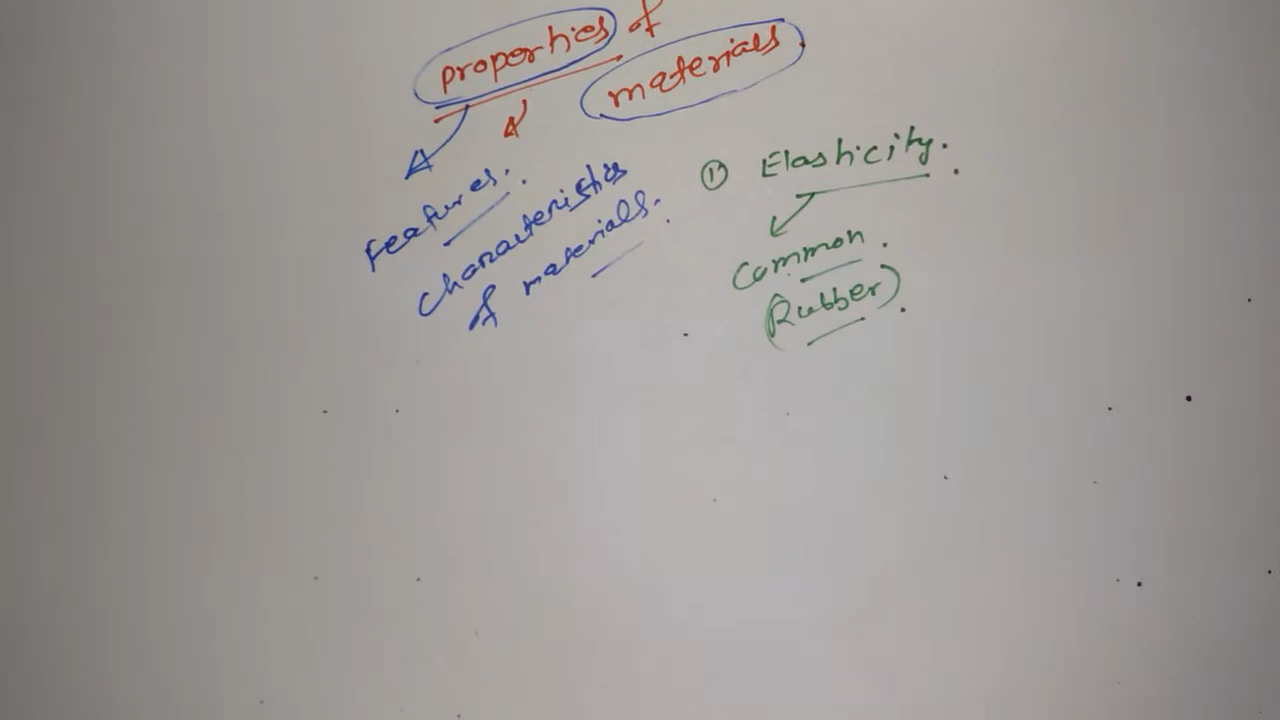 properties of
materials
Features.
characteristics
of materials.
① Elasticity.
Common.
(Rubber).